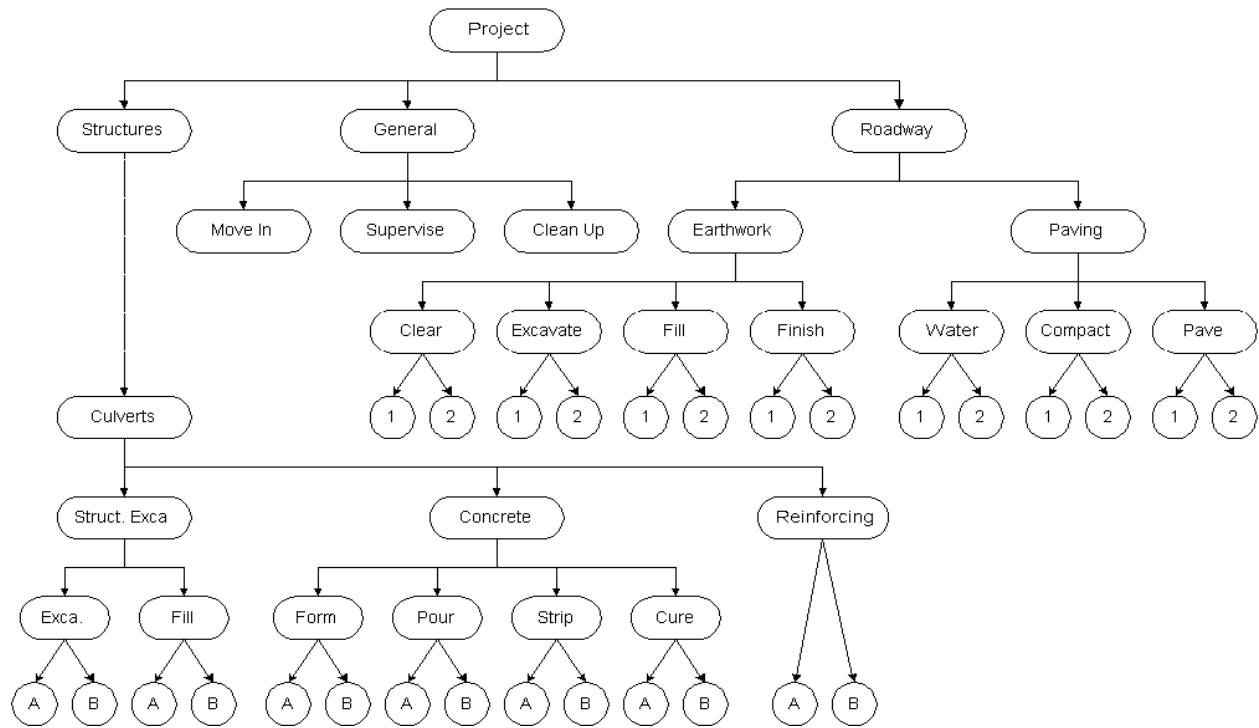 Project
Structures
General
Roadway
Move In
Supervise
Clean Up
Earthwork
Paving
Clear
Excavate
Fill
Finish
Water
Compact
Pave
1
2
1
2
1
2
1
2
1
2
1
2
1
2
Culverts
Struct. Exca
Concrete
Reinforcing
Exca.
Fill
Form
Pour
Strip
Cure
A
B
A
B
A
B
A
B
A
B
A
B
A
B